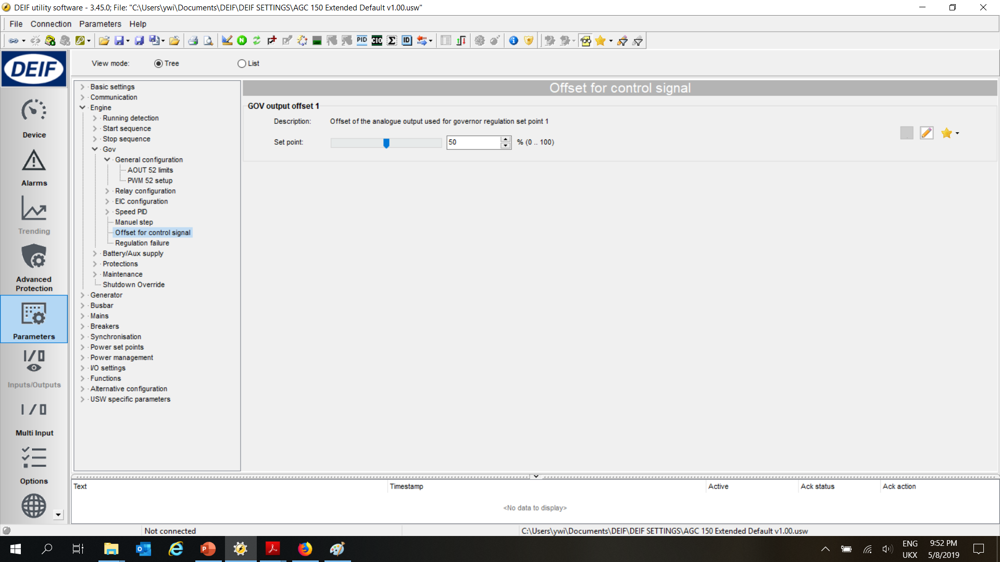 DEIF utility software - 3.45.0; File: "C:\Users\ywi\Documents\DEIF\DEIF SETTINGS\AGC 150 Extended Default v1.00.usw"
File Connection Parameters Help
PID CIO Σ ID
DEIF
View mode: Tree List
Device
Alarms
Trending
Advanced
Protection
Parameters
I/0
Inputs/Outputs
I/0
Multi Input
Options
Basic settings
Communication
Engine
Running detection
Start sequence
Stop sequence
Gov
General configuration
AOUT 52 limits
PWM 52 setup
Relay configuration
EIC configuration
Speed PID
Manuel step
Offset for control signal
Regulation failure
Battery/Aux supply
Protections
Maintenance
Shutdown Override
Generator
Busbar
Mains
Breakers
Synchronisation
Power set points
Power management
I/O settings
Functions
Alternative configuration
USW specific parameters
Offset for control signal
GOV output offset 1
Description: Offset of the analogue output used for governor regulation set point 1
Set point: 50 % (0 .. 100)
Text Timestamp Active Ack status Ack action
<No data to display>
Not connected C:\Users\ywi\Documents\DEIF\DEIF SETTINGS\AGC 150 Extended Default v1.00.usw
ENG 9:52 PM
UKX 5/8/2019